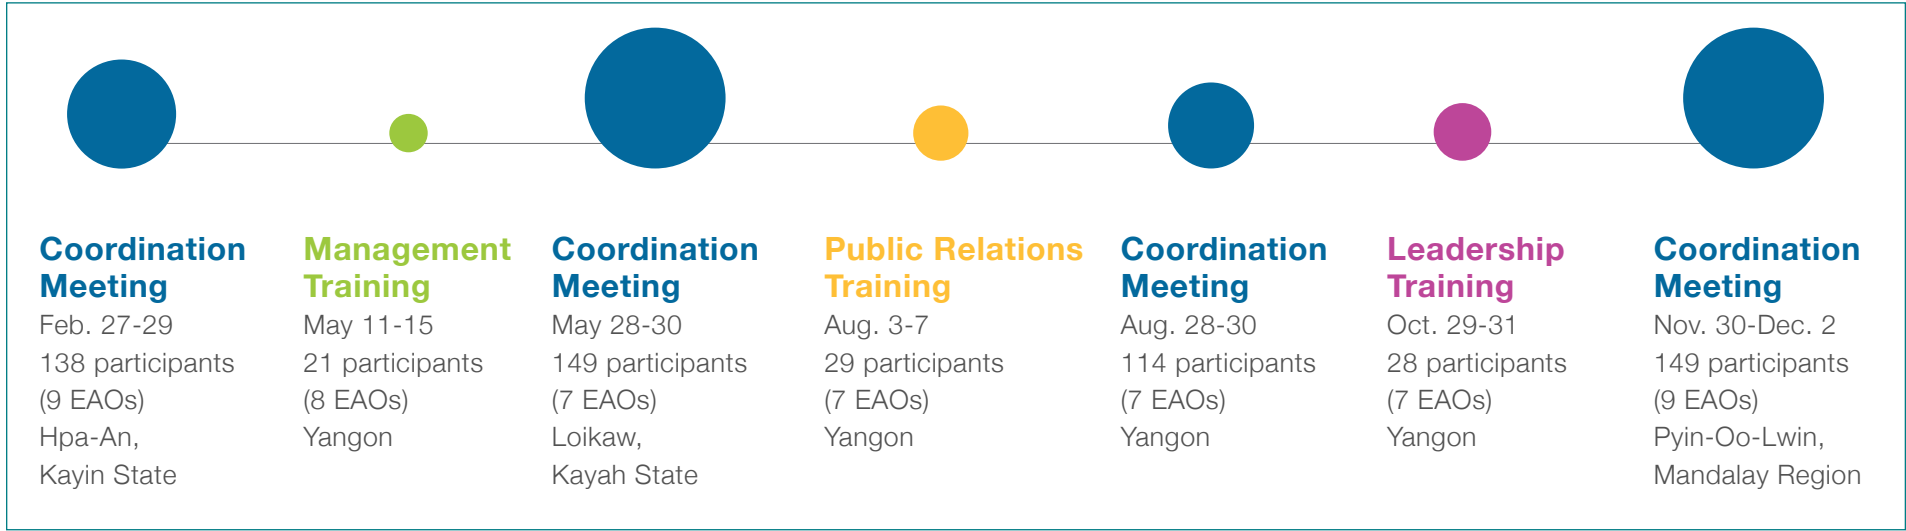 Coordination
Meeting
Feb. 27-29
138 participants
(9 EAOs)
Hpa-An,
Kayin State
Management
Training
May 11-15
21 participants
(8 EAOs)
Yangon
Coordination
Meeting
May 28-30
149 participants
(7 EAOs)
Loikaw,
Kayah State
Public Relations
Training
Aug. 3-7
29 participants
(7 EAOs)
Yangon
Coordination
Meeting
Aug. 28-30
114 participants
(7 EAOs)
Yangon
Leadership
Training
Oct. 29-31
28 participants
(7 EAOs)
Yangon
Coordination
Meeting
Nov. 30-Dec. 2
149 participants
(9 EAOs)
Pyin-Oo-Lwin,
Mandalay Region